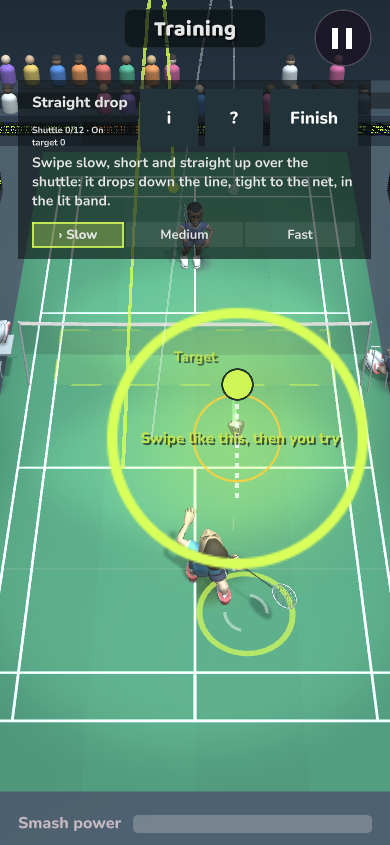 Training
Straight drop
i
?
Finish
Shuttle 0/12 · On
target 0
Swipe slow, short and straight up over the
shuttle: it drops down the line, tight to the net, in
the lit band.
› Slow
Medium
Fast
Target
Swipe like this, then you try
Smash power